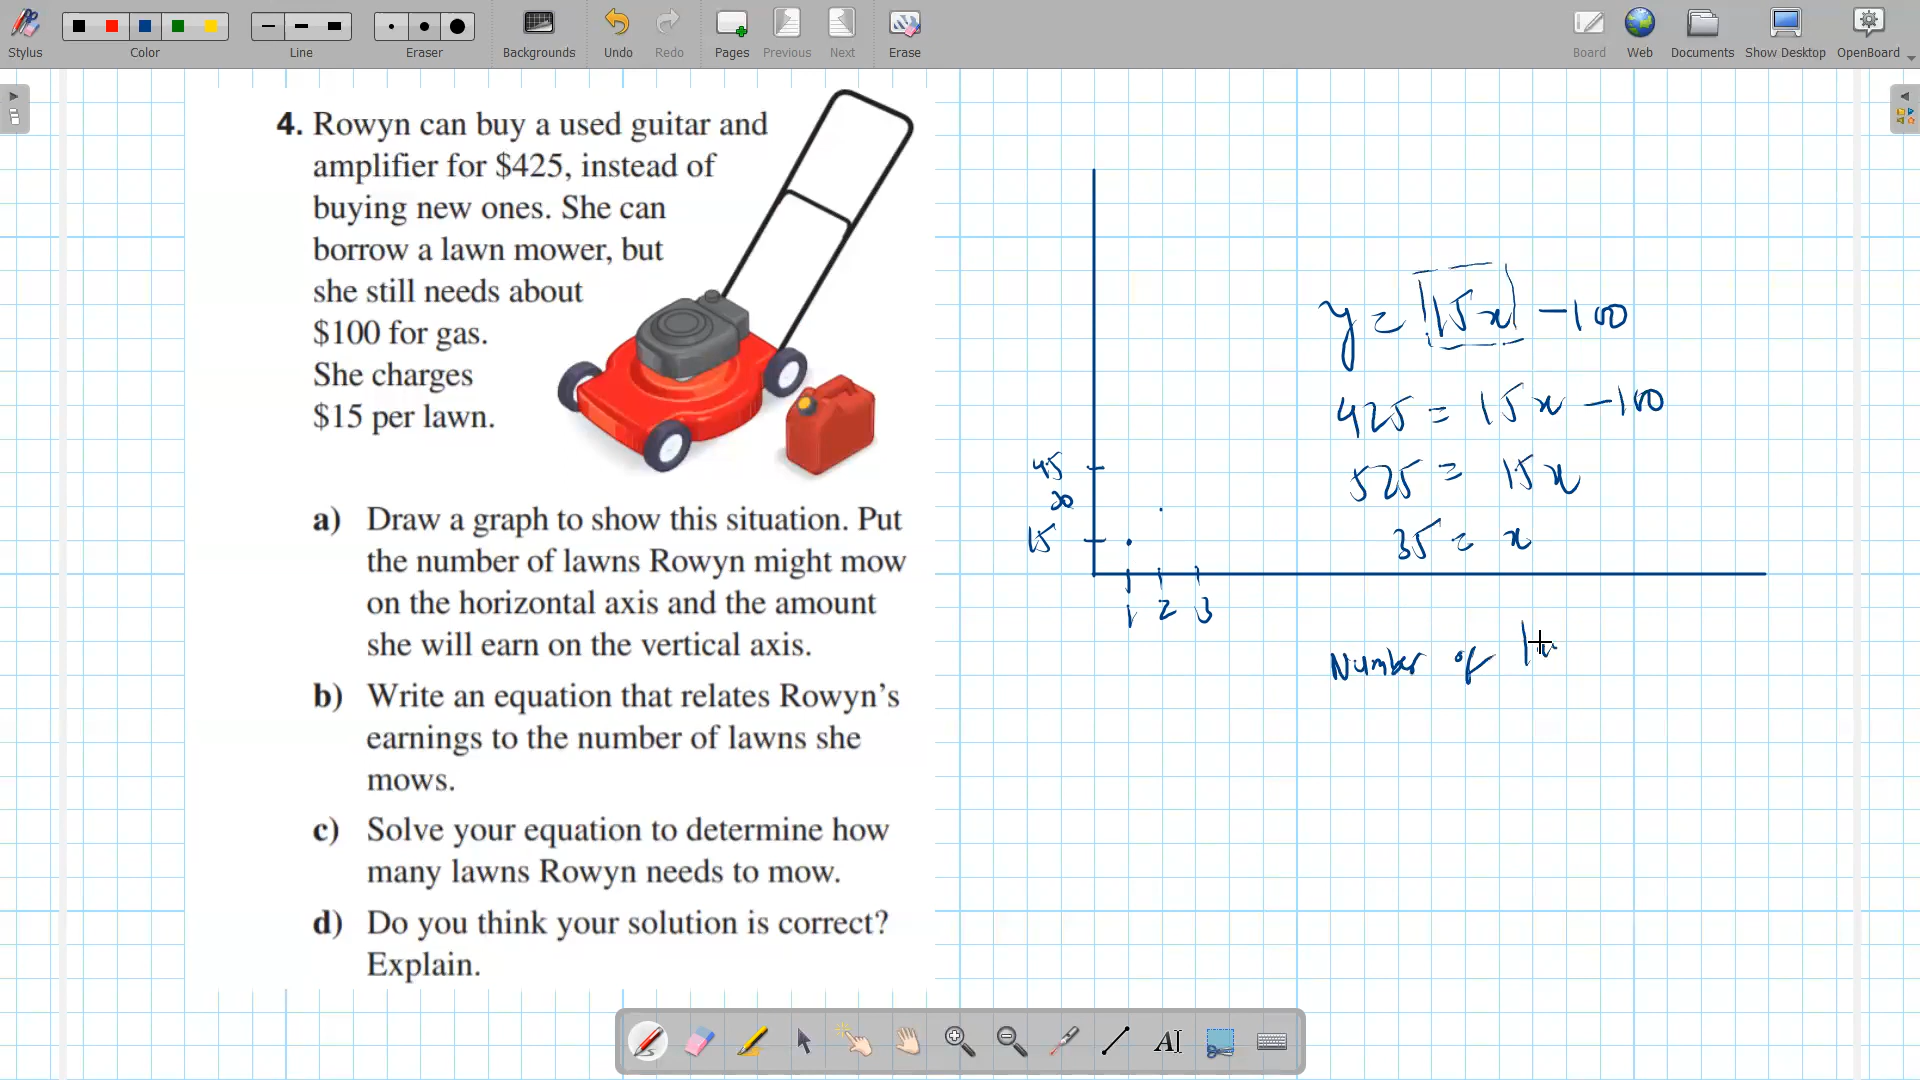 Stylus Color Line Eraser Backgrounds Undo Redo Pages Previous Next Erase Board Web Documents Show Desktop OpenBoard
4. Rowyn can buy a used guitar and
amplifier for $425, instead of
buying new ones. She can
borrow a lawn mower, but
she still needs about
$100 for gas.
She charges
$15 per lawn.
a) Draw a graph to show this situation. Put
the number of lawns Rowyn might mow
on the horizontal axis and the amount
she will earn on the vertical axis.
b) Write an equation that relates Rowyn's
earnings to the number of lawns she
mows.
c) Solve your equation to determine how
many lawns Rowyn needs to mow.
d) Do you think your solution is correct?
Explain.
y = 15x - 100
425 = 15x - 100
525 = 15x
35 = x
45
15
1 2 3
Number of
AI